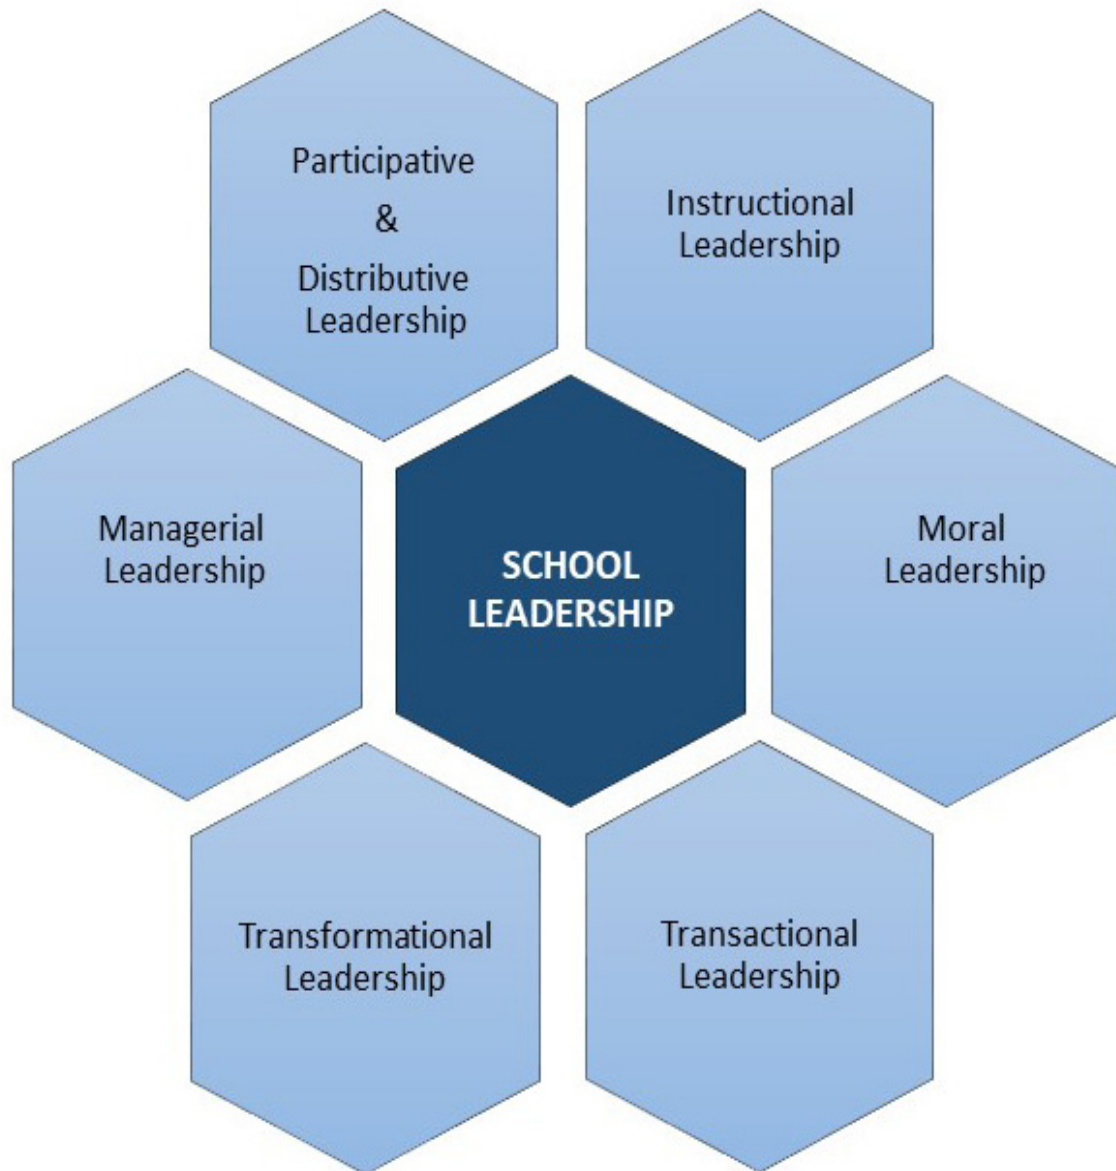 Participative
&
Distributive
Leadership
Instructional
Leadership
Managerial
Leadership
SCHOOL
LEADERSHIP
Moral
Leadership
Transformational
Leadership
Transactional
Leadership